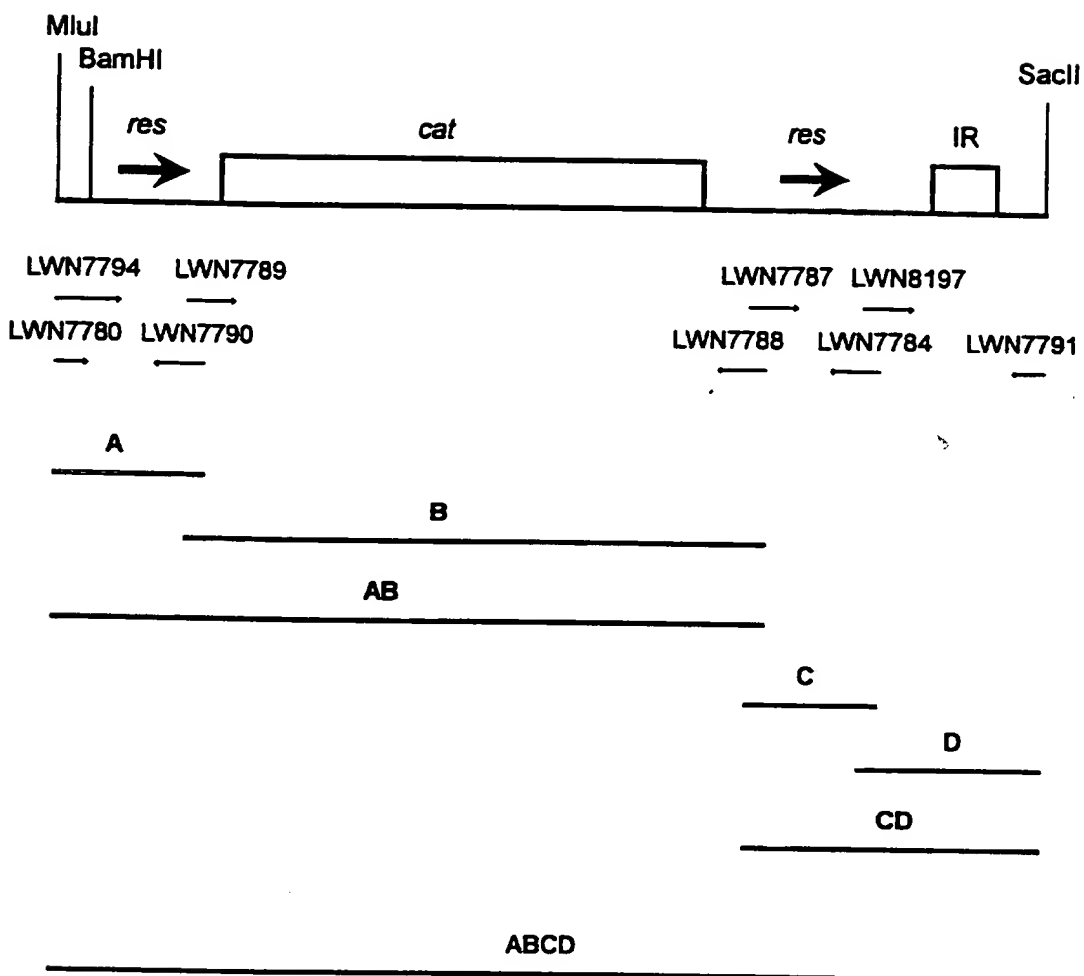 MluI
BamHI
SacII
res
cat
res
IR
LWN7794 LWN7789
LWN7787 LWN8197
LWN7780 LWN7790
LWN7788 LWN7784 LWN7791
A
B
AB
C
D
CD
ABCD